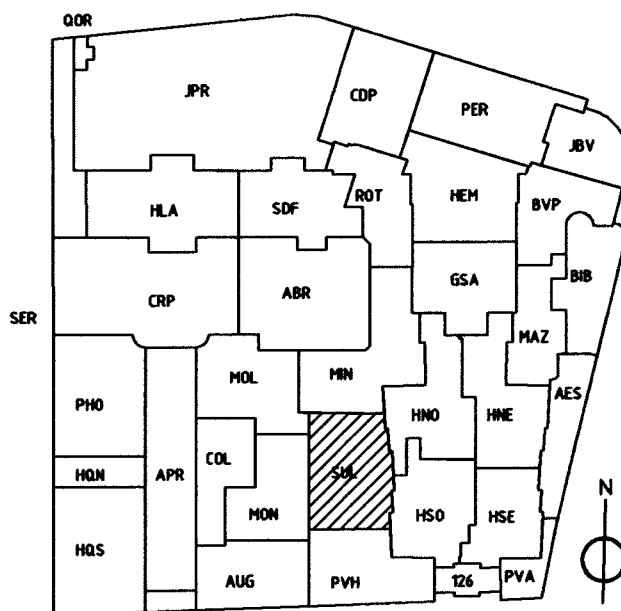 QOR
JPR
CDP
PER
JBV
HLA
SDF
ROT
HEM
BVP
CRP
ABR
GSA
BIB
SER
MAZ
MOL
MIN
PHO
HNO
HNE
AES
COL
HQN
APR
SUL
MON
HSO
HSE
N
HQS
AUG
PVH
126
PVA